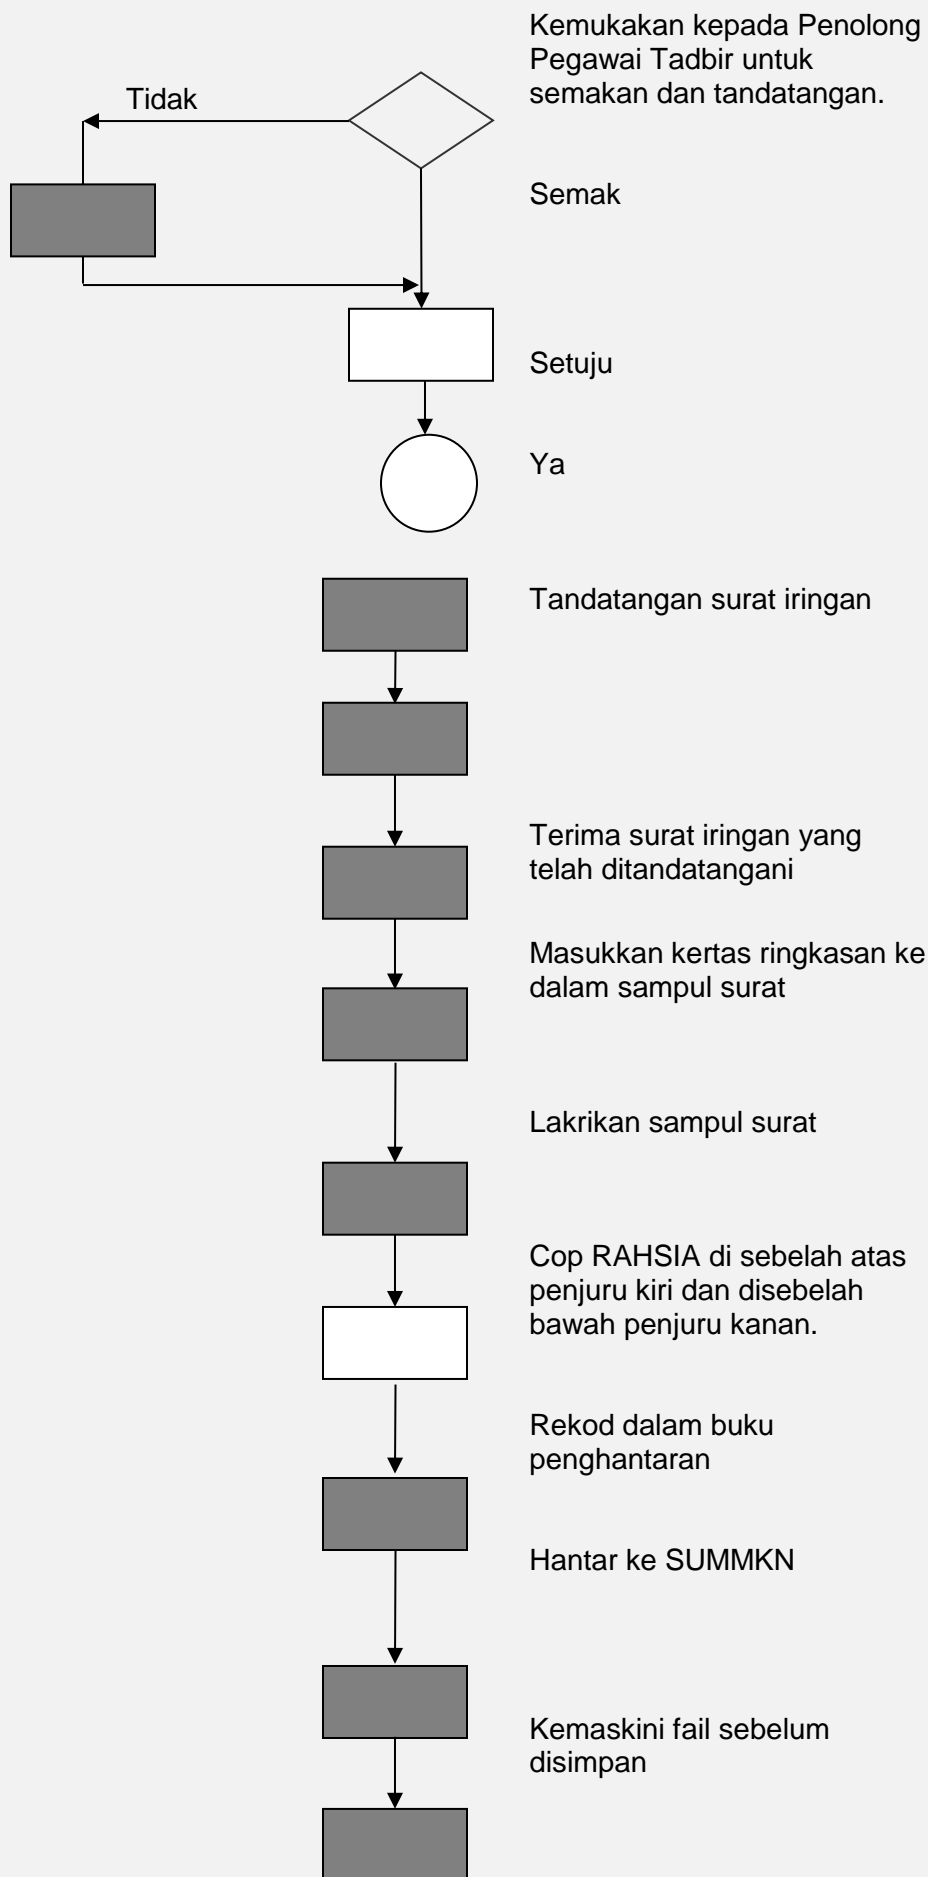 Kemukakan kepada Penolong
Pegawai Tadbir untuk
semakan dan tandatangan.
Tidak
Semak
Setuju
Ya
Tandatangan surat iringan
Terima surat iringan yang
telah ditandatangani
Masukkan kertas ringkasan ke
dalam sampul surat
Lakrikan sampul surat
Cop RAHSIA di sebelah atas
penjuru kiri dan disebelah
bawah penjuru kanan.
Rekod dalam buku
penghantaran
Hantar ke SUMMKN
Kemaskini fail sebelum
disimpan